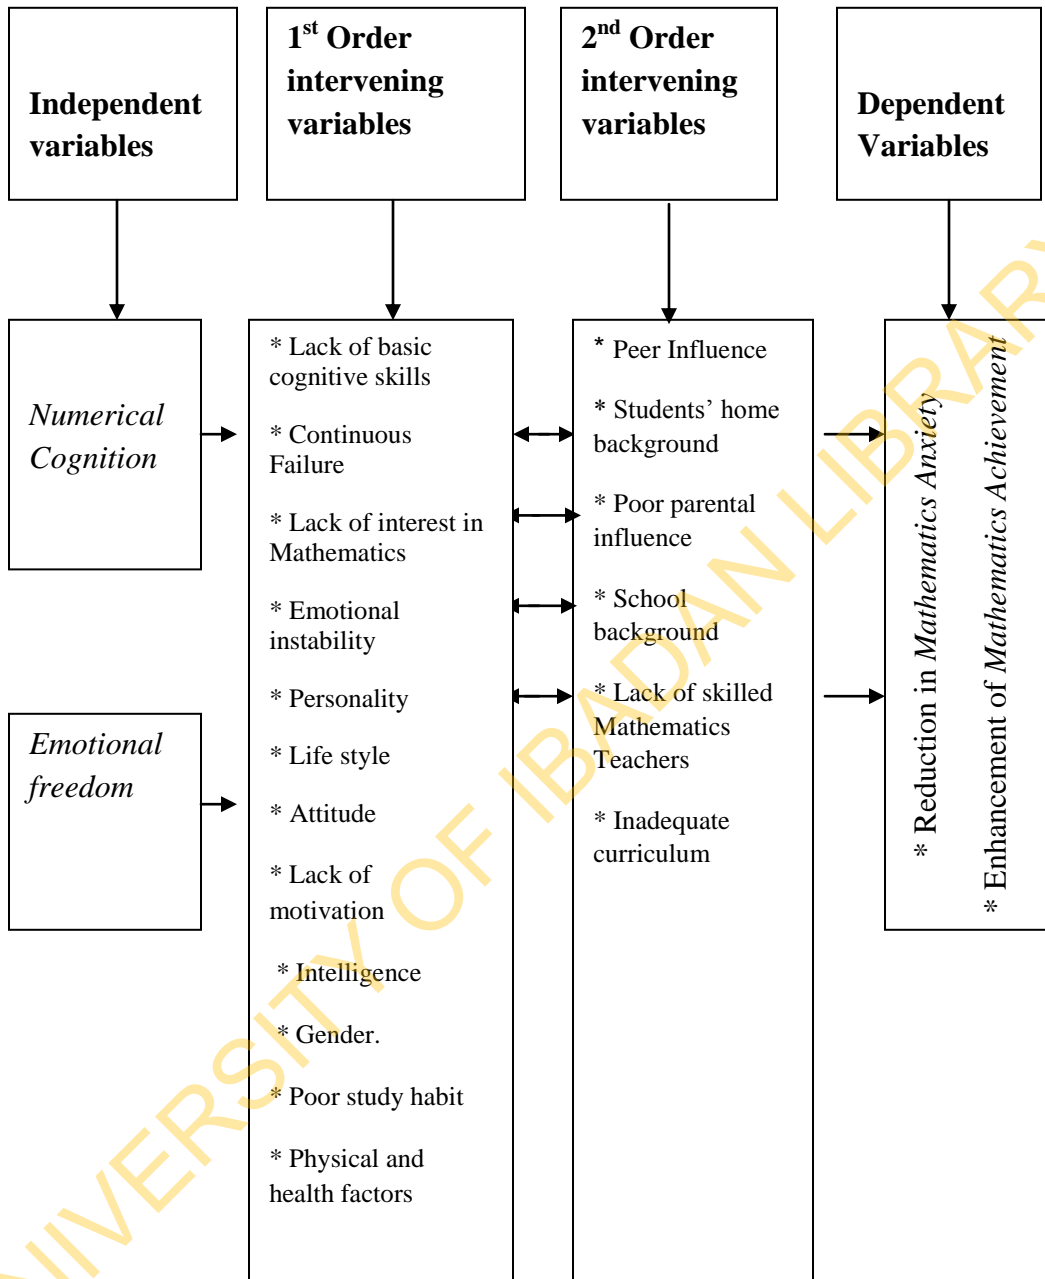 Independent
variables
1st Order
intervening
variables
2nd Order
intervening
variables
Dependent
Variables
Numerical
Cognition
Emotional
freedom
* Lack of basic
cognitive skills
* Continuous
Failure
* Lack of interest in
Mathematics
* Emotional
instability
* Personality
* Life style
* Attitude
* Lack of
motivation
* Intelligence
* Gender.
* Poor study habit
* Physical and
health factors
* Peer Influence
* Students’ home
background
* Poor parental
influence
* School
background
* Lack of skilled
Mathematics
Teachers
* Inadequate
curriculum
* Reduction in Mathematics Anxiety
* Enhancement of Mathematics Achievement
UNIVERSITY OF IBADAN LIBRARY